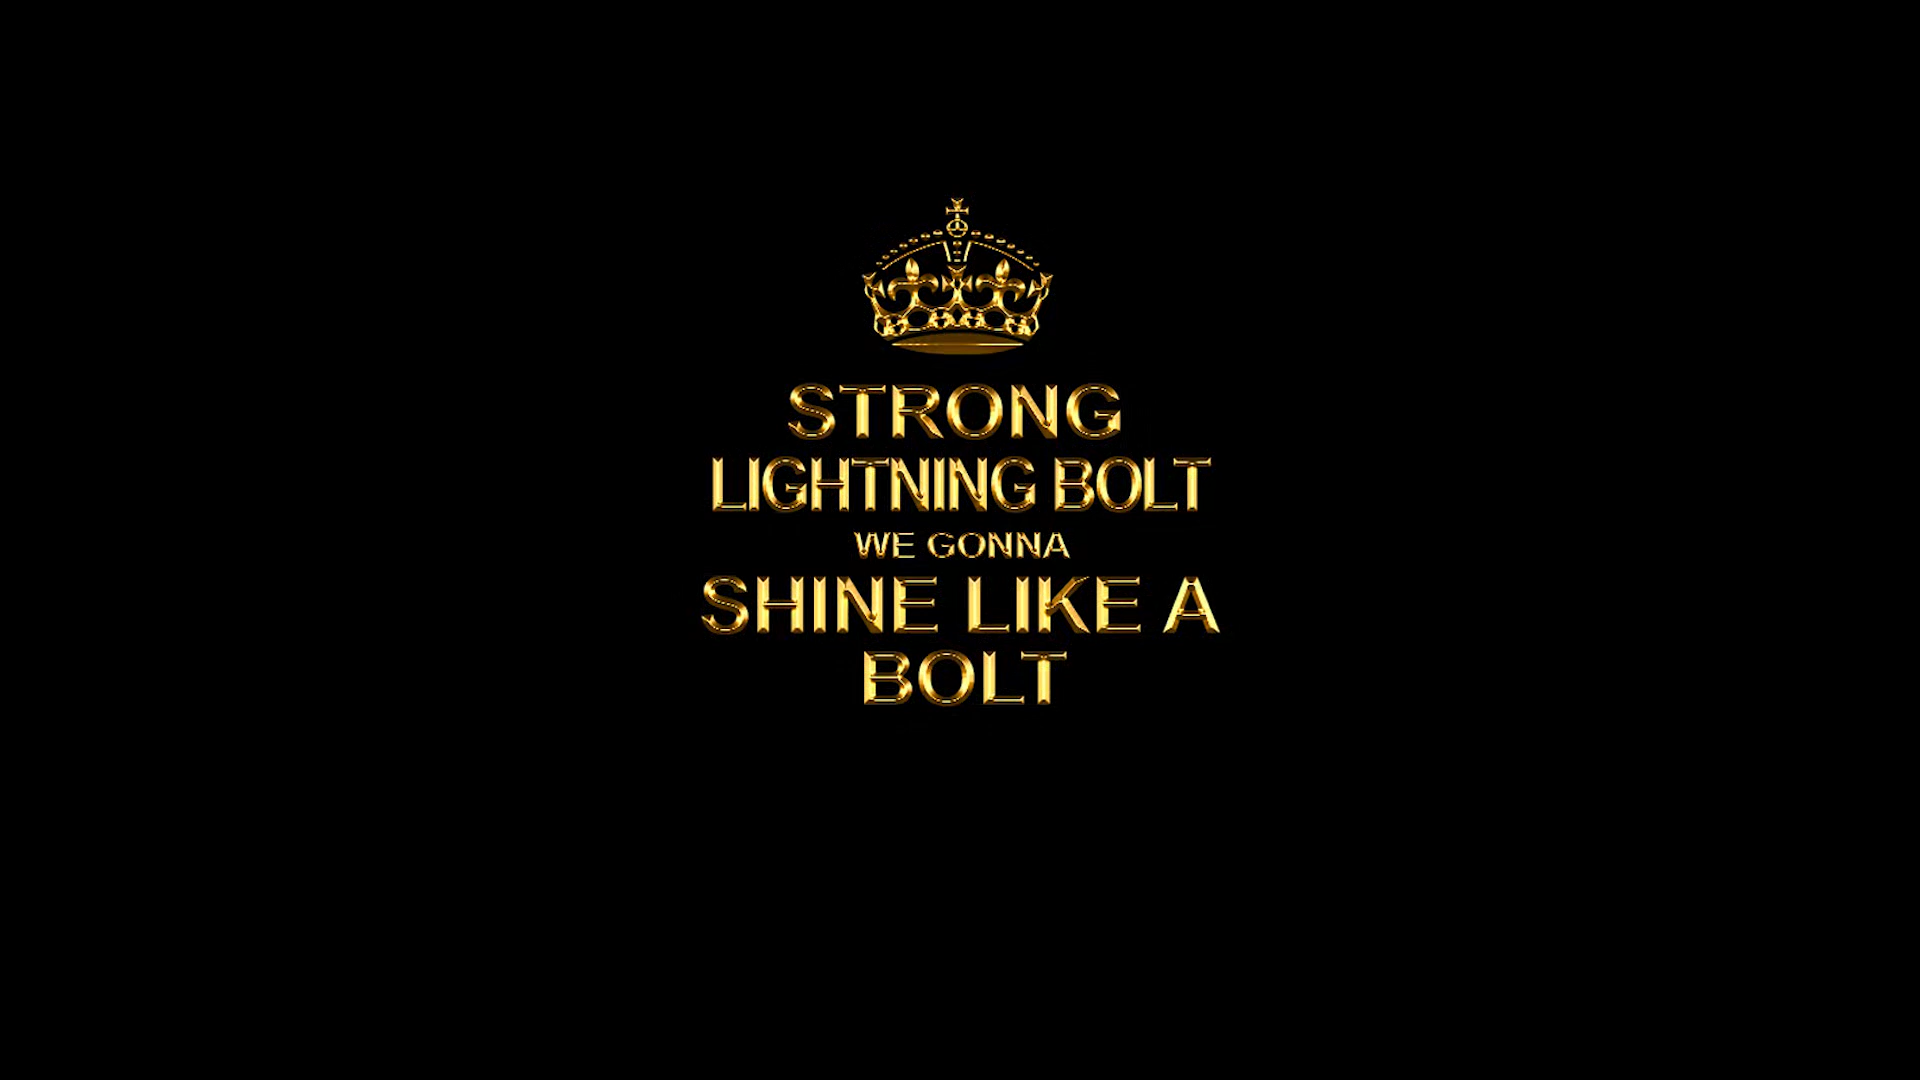 STRONG
LIGHTNING BOLT
WE GONNA
SHINE LIKE A
BOLT